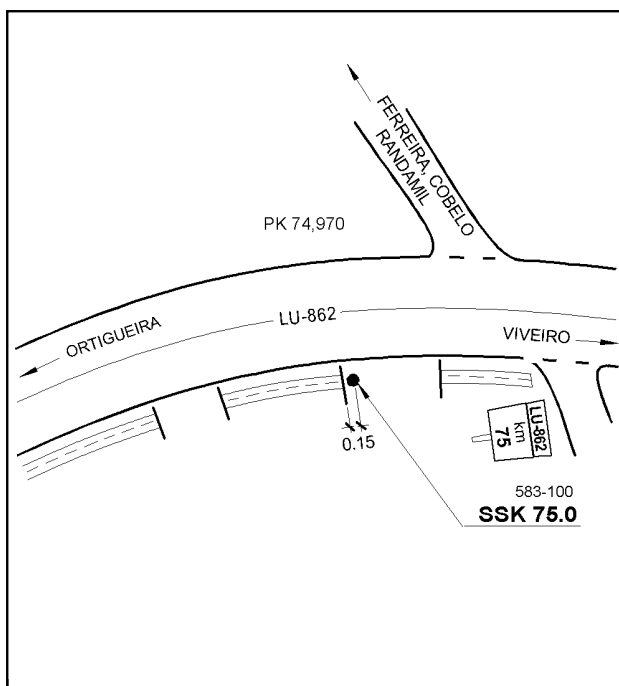 FERREIRA, COBELO
RANDAMIL
PK 74,970
LU-862
ORTIGUEIRA
VIVEIRO
LU-862
km
75
0.15
583-100
SSK 75.0